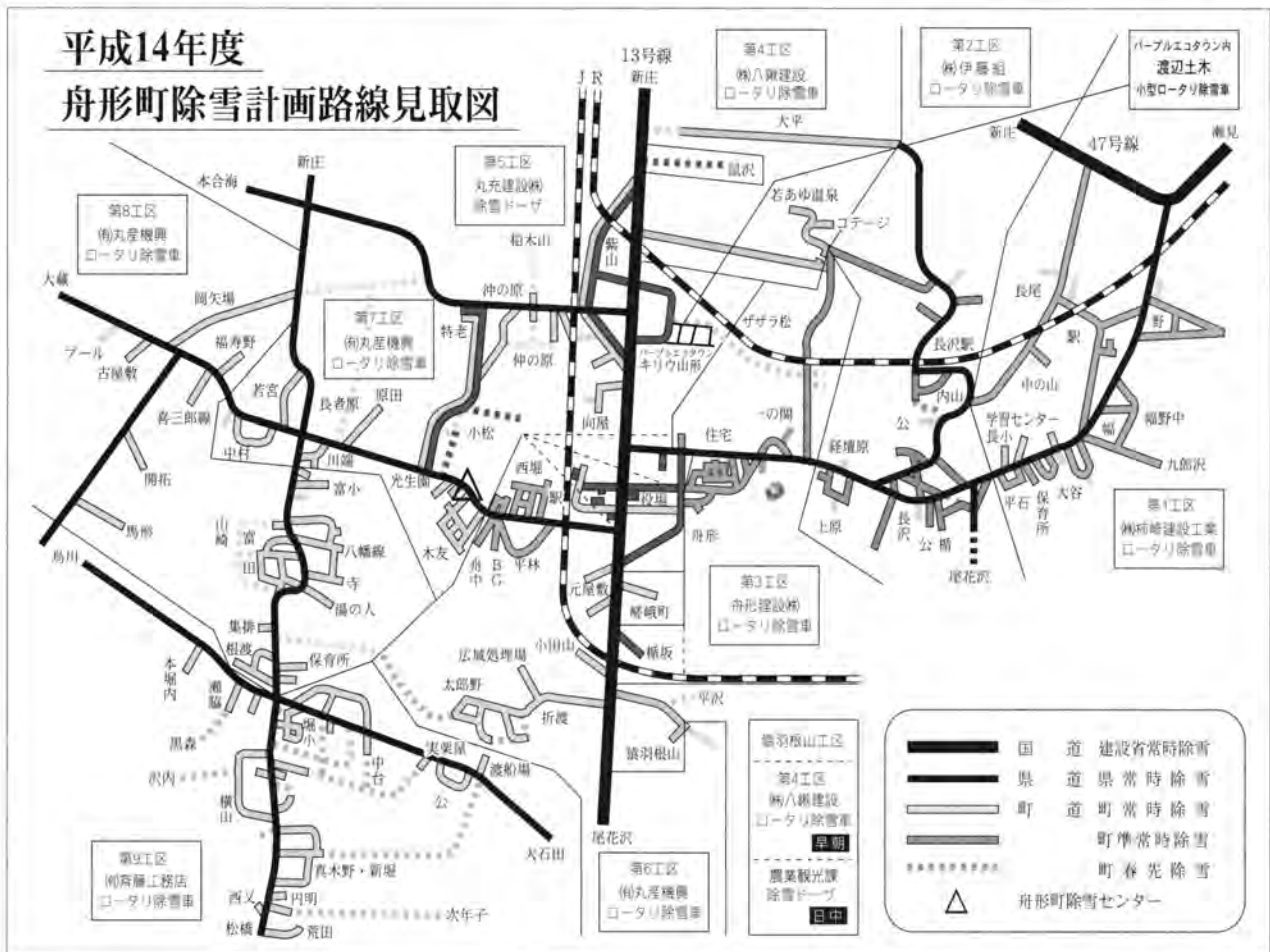 平成14年度
舟形町除雪計画路線見取図
第8工区
㈲丸産機興
ロータリ除雪車
第5工区
丸充建設㈱
除雪ドーザ
第7工区
㈲丸産機興
ロータリ除雪車
第4工区
㈱八鍬建設
ロータリ除雪車
第2工区
㈱伊藤組
ロータリ除雪車
パープルエコタウン内
渡辺土木
小型ロータリ除雪車
第1工区
㈱柿崎建設工業
ロータリ除雪車
第3工区
舟形建設㈱
ロータリ除雪車
第9工区
㈲斉藤工務店
ロータリ除雪車
第6工区
㈲丸産機興
ロータリ除雪車
猿羽根山工区
第4工区
㈱八鍬建設
ロータリ除雪車
早朝
農業観光課
除雪ドーザ
日中
JR
13号線
新庄
大平
鼠沢
若あゆ温泉
コテージ
新庄
47号線
瀬見
本合海
新庄
大蔵
岡矢場
プール
古屋敷
福寿野
喜三郎線
若宮
中村
開拓
馬形
烏川
長者原
原田
川端
富小
特老
沖の原
仲の原
柏木山
紫山
パープルエコタウン
キリウ山形
ザザラ松
長沢駅
内山
公
長尾
駅
野
中の山
学習センター
長小
幅
幅野中
九郎沢
平石
保育所
大谷
小松
光生園
向屋
西堀
駅
役場
住宅
一の関
経壇原
上原
長沢
公
楯
尾花沢
木友
舟中
BG
平林
舟形
元屋敷
嵯峨町
楯坂
小田山
山崎
富田
八幡線
寺
湯の人
集排
根渡
保育所
本堀内
瀬脇
黒森
堀小
中台
沢内
横山
広域処理場
太郎野
折渡
平沢
猿羽根山
実栗屋
渡船場
公
大石田
尾花沢
真木野・新堀
西又
円明
次年子
松橋
荒田
国道 建設省常時除雪
県道 県常時除雪
町道 町常時除雪
町準常時除雪
町春先除雪
舟形町除雪センター